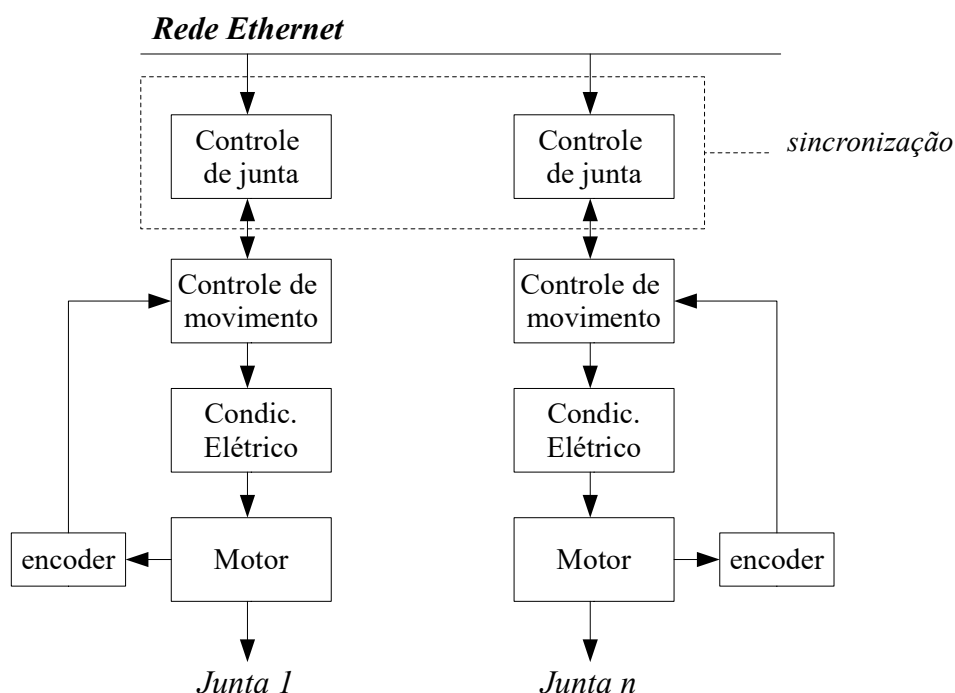 Rede Ethernet
Controle
de junta
Controle
de junta
sincronização
Controle de
movimento
Controle de
movimento
Condic.
Elétrico
Condic.
Elétrico
encoder
Motor
Motor
encoder
Junta 1
Junta n